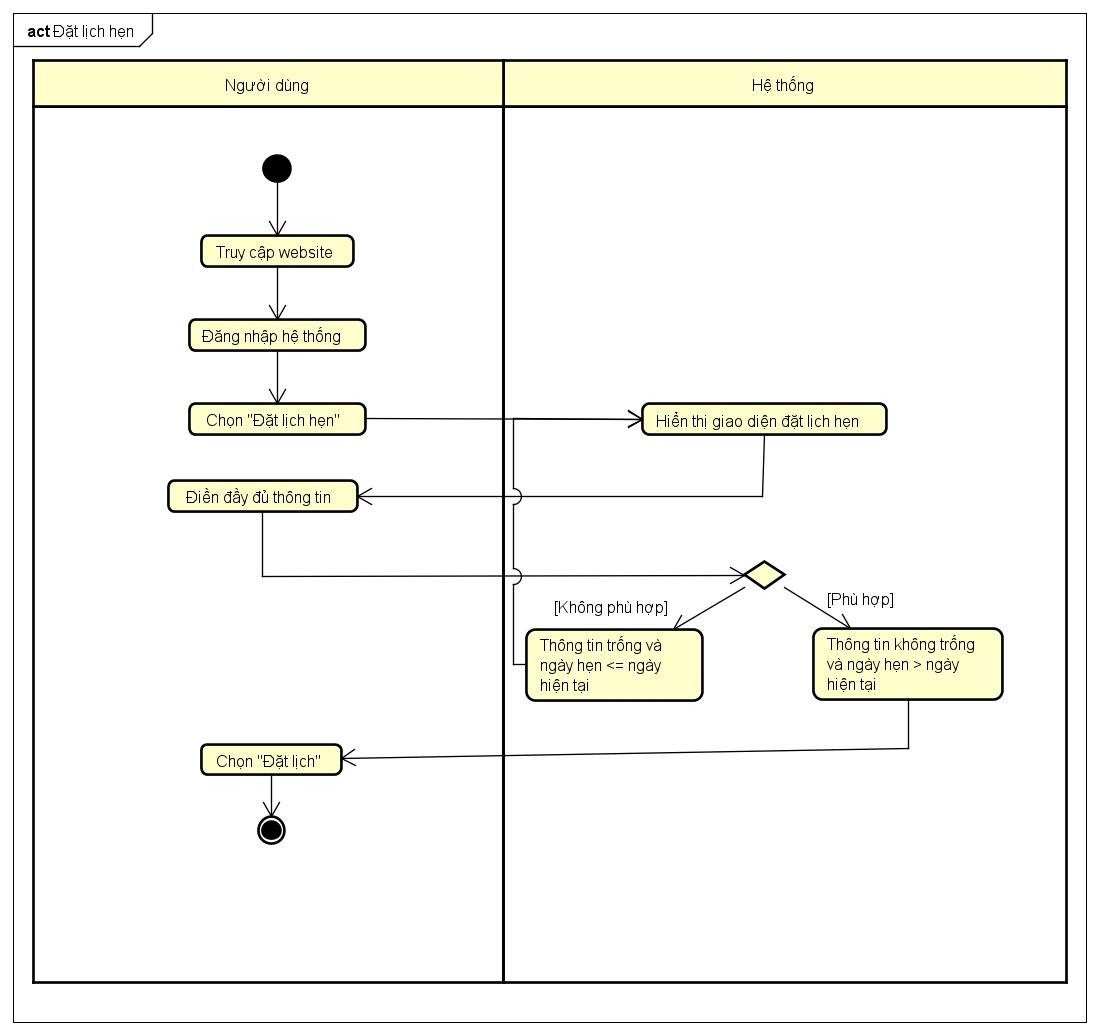 act Đặt lịch hẹn
Người dùng
Hệ thống
Truy cập website
Đăng nhập hệ thống
Chọn "Đặt lịch hẹn"
Hiển thị giao diện đặt lịch hẹn
Điền đầy đủ thông tin
[Không phù hợp]
[Phù hợp]
Thông tin trống và
ngày hẹn <= ngày
hiện tại
Thông tin không trống
và ngày hẹn > ngày
hiện tại
Chọn "Đặt lịch"